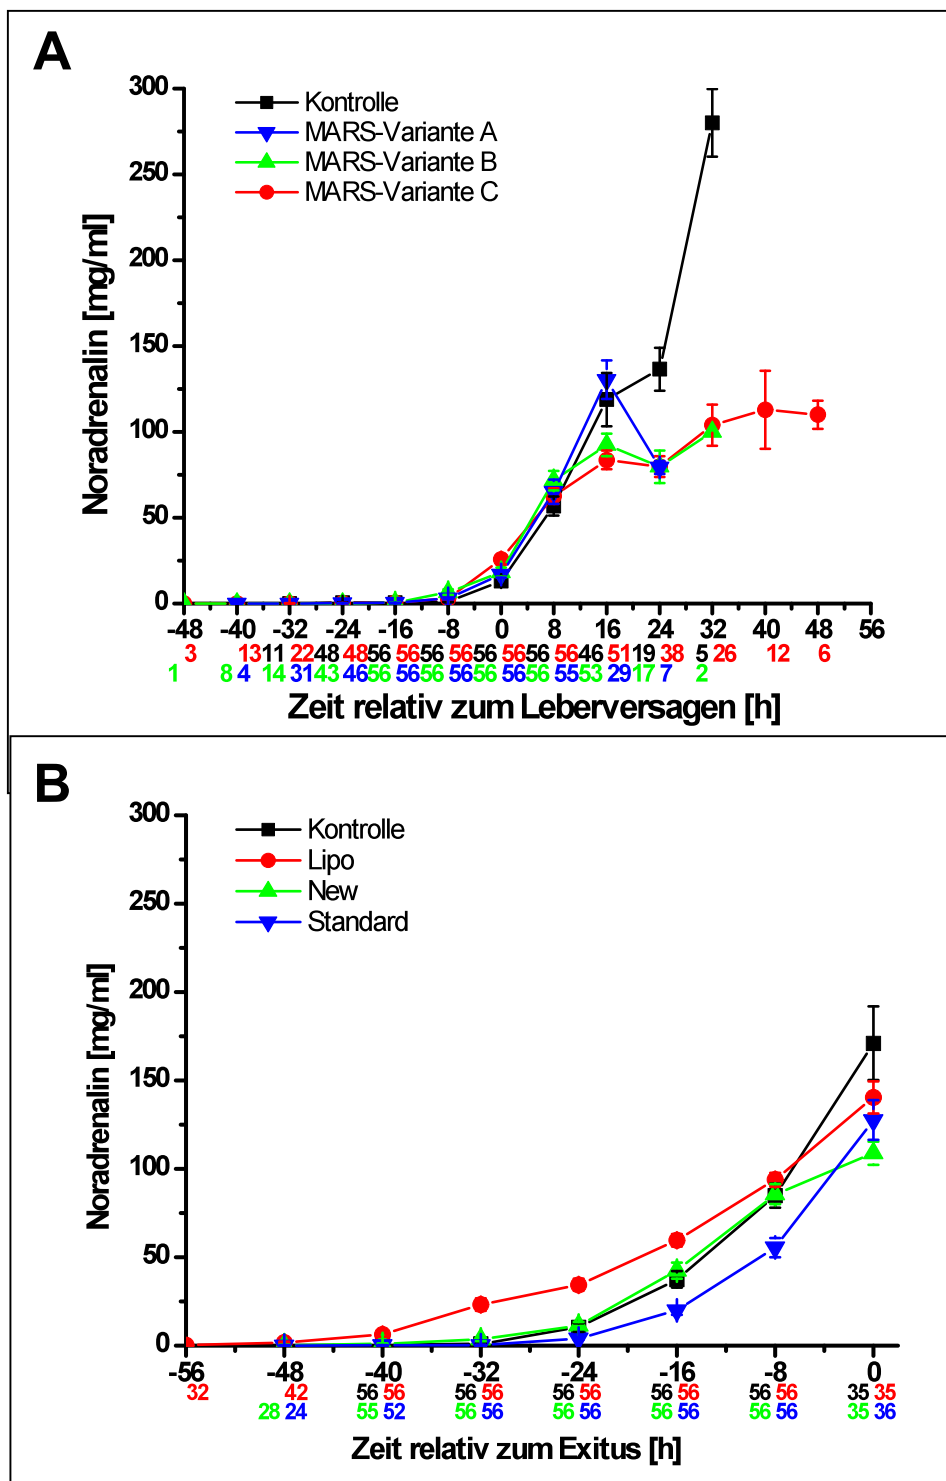 A
300
250
200
150
100
50
0
Noradrenalin [mg/ml]
Kontrolle
MARS-Variante A
MARS-Variante B
MARS-Variante C
-48 -40 -32 -24 -16 -8 0 8 16 24 32 40 48 56
3 13 11 22 48 48 56 56 56 56 56 56 56 56 46 51 19 38 5 26 12 6
1 8 4 14 31 43 46 56 56 56 56 56 56 56 55 53 29 17 7 2
Zeit relativ zum Leberversagen [h]
B
300
250
200
150
100
50
0
Noradrenalin [mg/ml]
Kontrolle
Lipo
New
Standard
-56 -48 -40 -32 -24 -16 -8 0
32 42 56 56 56 56 56 56 56 56 56 56 35 35
28 24 55 52 56 56 56 56 56 56 56 56 35 36
Zeit relativ zum Exitus [h]